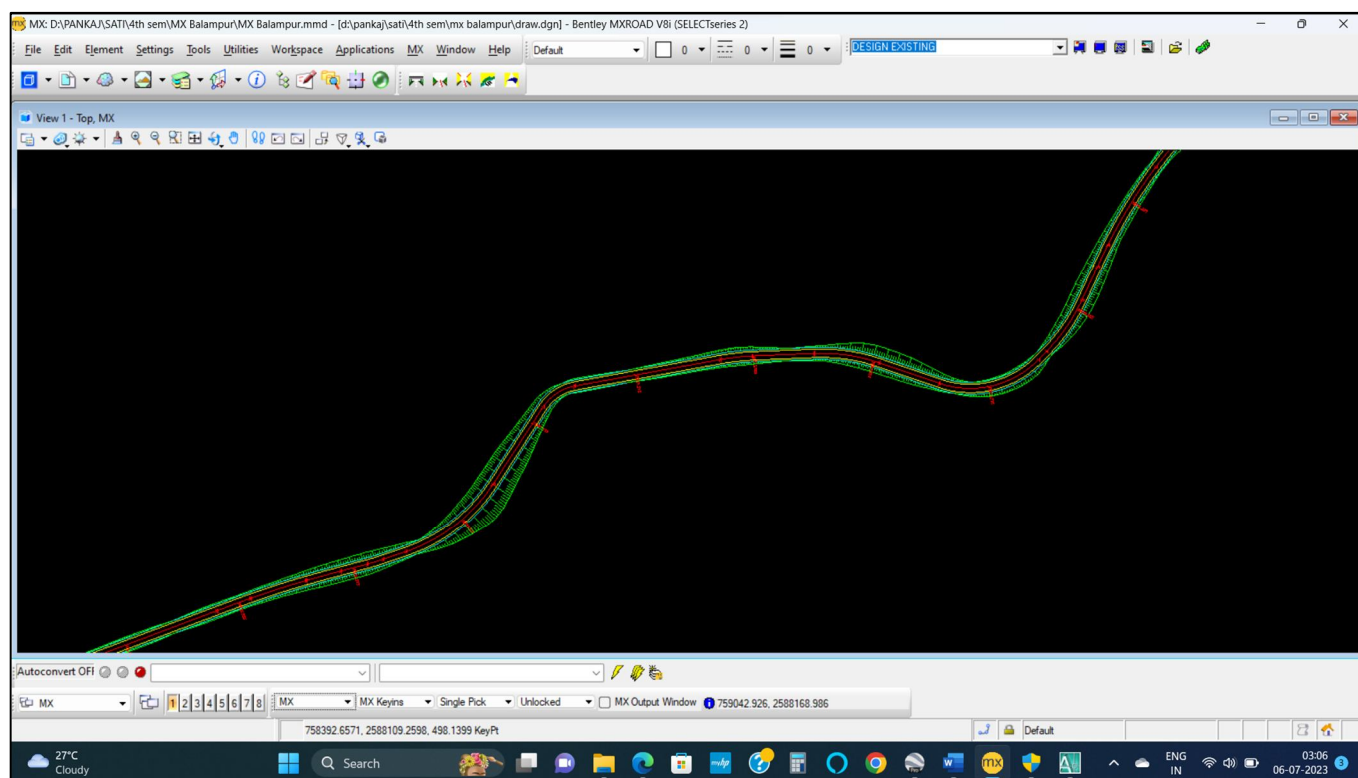 MX: D:\PANKAJ\SATI\4th sem\MX Balampur\MX Balampur.mmd - [d:\pankaj\sati\4th sem\mx balampur\draw.dgn] - Bentley MXROAD V8i (SELECTseries 2)
File Edit Element Settings Tools Utilities Workspace Applications MX Window Help Default 0 0 0 DESIGN EXISTING
View 1 - Top, MX
Autoconvert OFF
MX 1 2 3 4 5 6 7 8 MX MX Keyins Single Pick Unlocked MX Output Window 759042.926, 2588168.986
758392.6571, 2588109.2598, 498.1399 KeyPt Default
27°C Cloudy Search ENG IN 03:06 06-07-2023 3